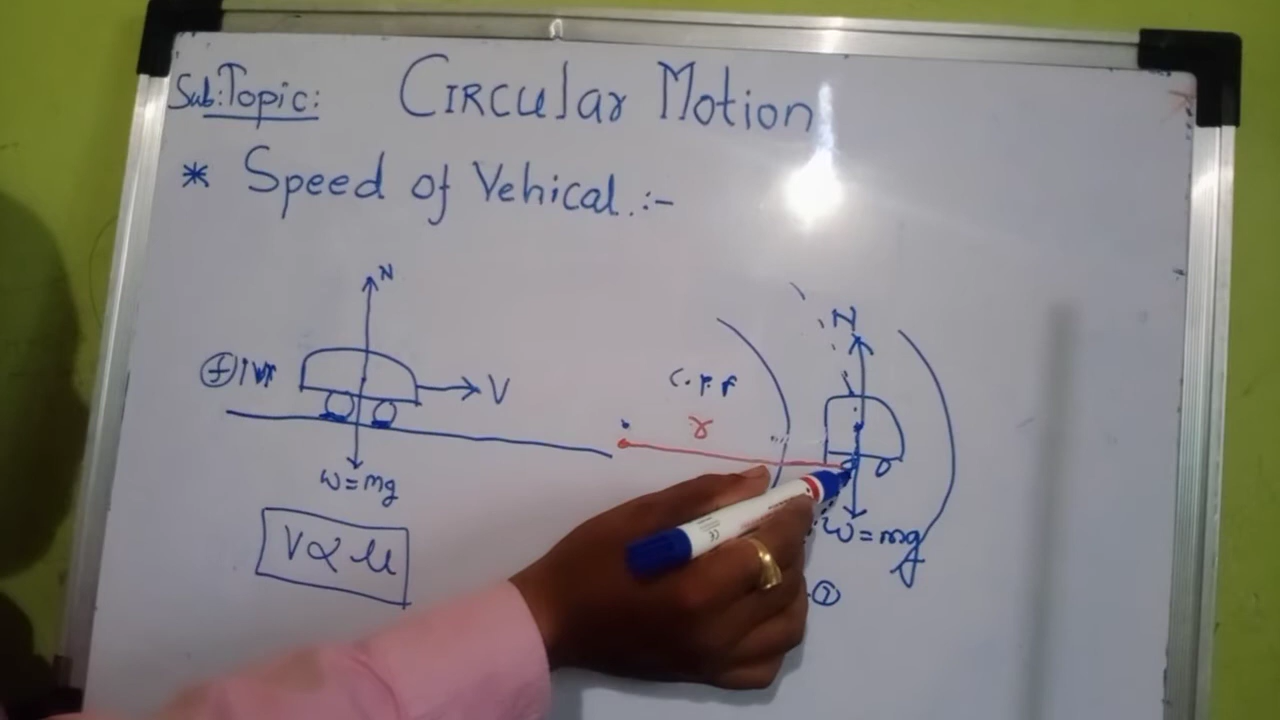 Sub:Topic: Circular Motion
* Speed of Vehical.:-
N
V
W=mg
V∝μ
C.P.F
r
N
W=mg